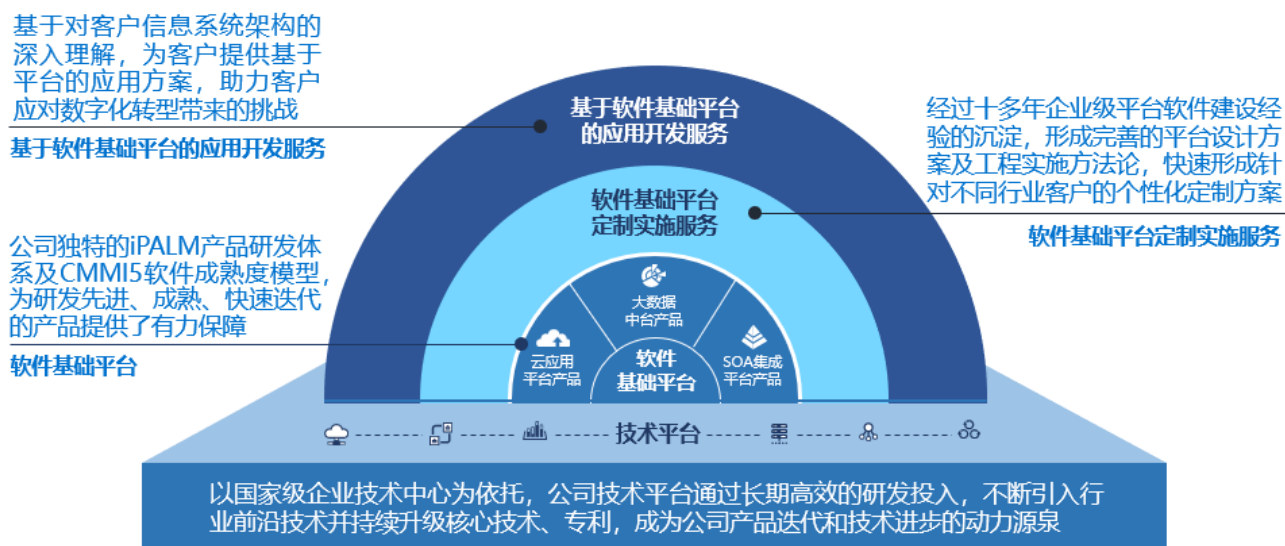 基于对客户信息系统架构的
深入理解，为客户提供基于
平台的应用方案，助力客户
应对数字化转型带来的挑战
基于软件基础平台的应用开发服务
公司独特的iPALM产品研发体
系及CMMI5软件成熟度模型，
为研发先进、成熟、快速迭代
的产品提供了有力保障
软件基础平台
基于软件基础平台
的应用开发服务
软件基础平台
定制实施服务
大数据
中台产品
云应用
平台产品
软件
基础平台
SOA集成
平台产品
经过十多年企业级平台软件建设经
验的沉淀，形成完善的平台设计方
案及工程实施方法论，快速形成针
对不同行业客户的个性化定制方案
软件基础平台定制实施服务
技术平台
以国家级企业技术中心为依托，公司技术平台通过长期高效的研发投入，不断引入行
业前沿技术并持续升级核心技术、专利，成为公司产品迭代和技术进步的动力源泉